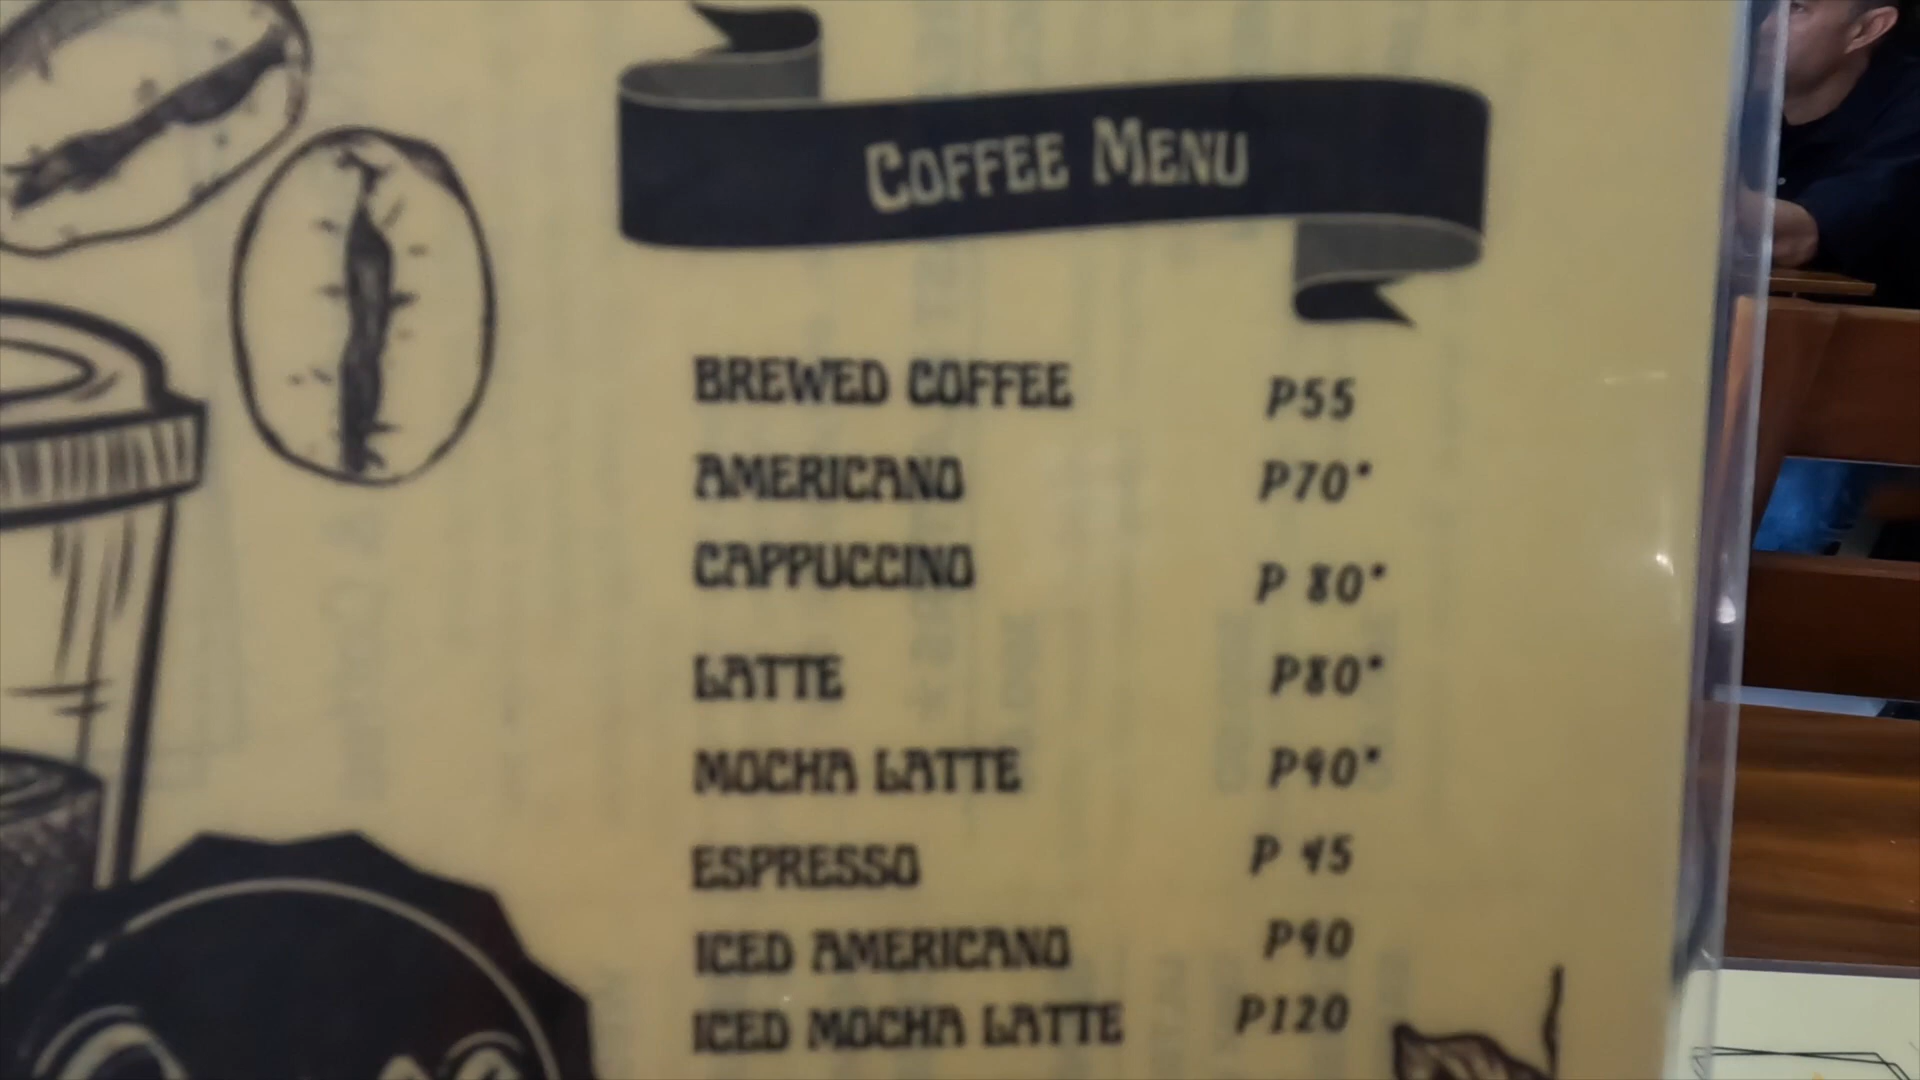 COFFEE MENU
BREWED COFFEE P55
AMERICANO P70*
CAPPUCCINO P 80*
LATTE P80*
MOCHA LATTE P90*
ESPRESSO P 45
ICED AMERICANO P90
ICED MOCHA LATTE P120